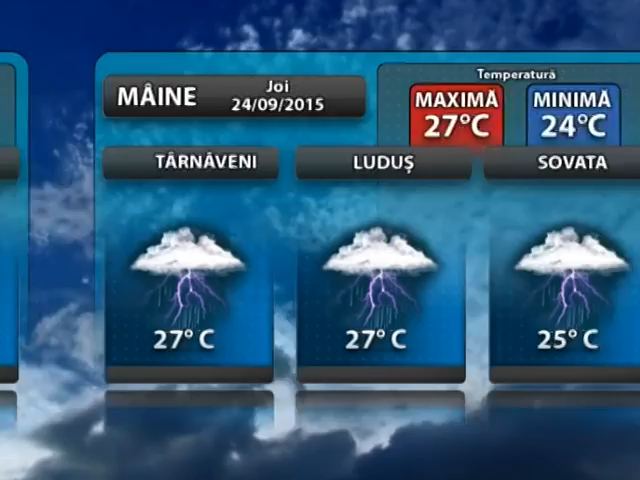 MÂINE
Joi
24/09/2015
Temperatură
MAXIMĂ
27°C
MINIMĂ
24°C
TÂRNĂVENI
LUDUȘ
SOVATA
27° C
27° C
25° C